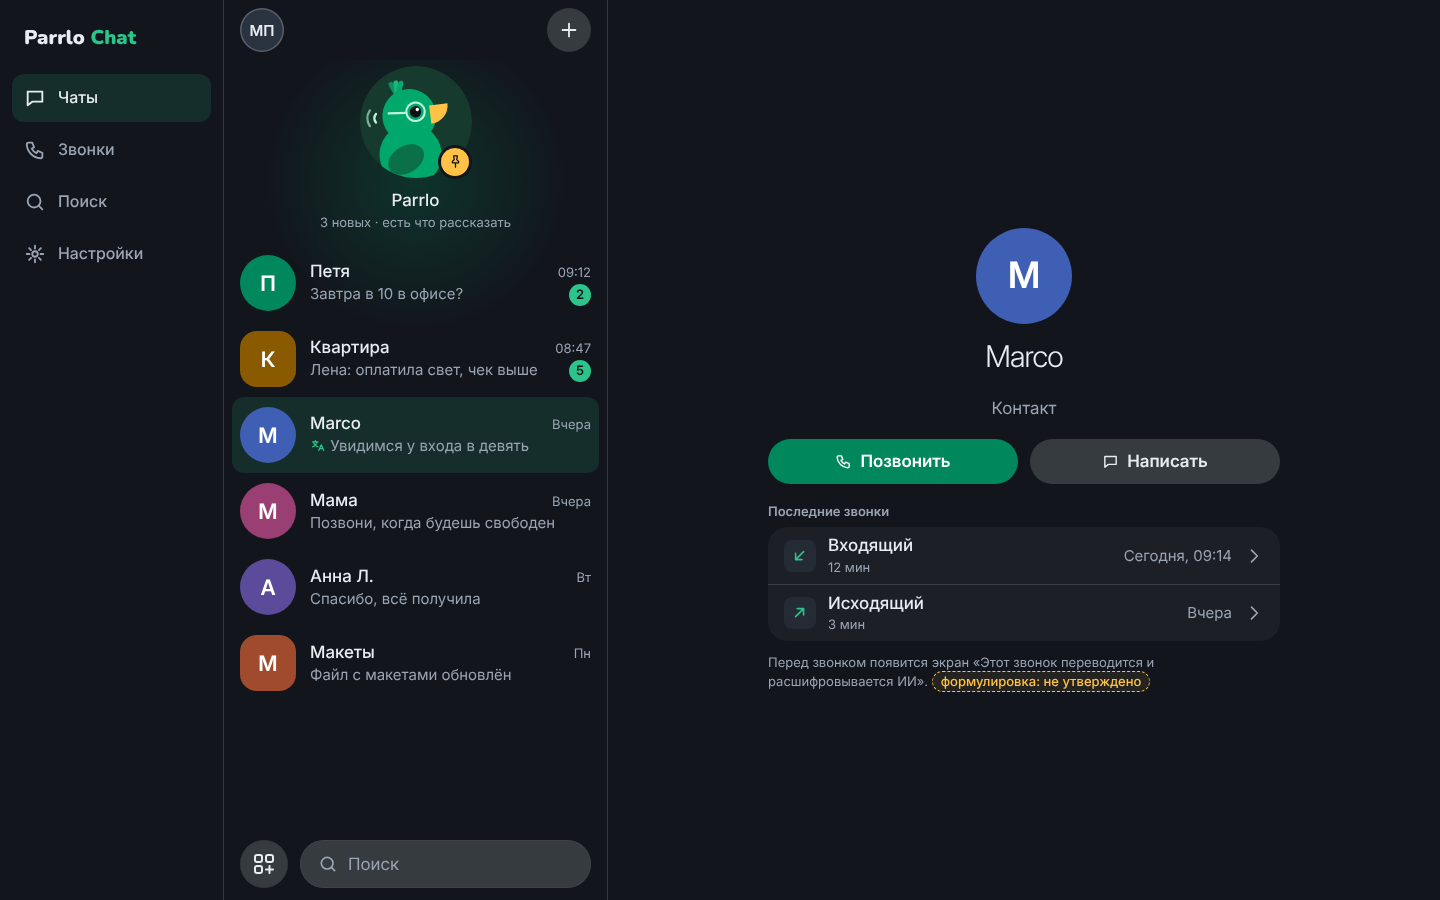 Parrlo Chat
Чаты
Звонки
Поиск
Настройки
МП
Parrlo
3 новых · есть что рассказать
П
Петя
09:12
Завтра в 10 в офисе?
2
К
Квартира
08:47
Лена: оплатила свет, чек выше
5
M
Marco
Вчера
Увидимся у входа в девять
М
Мама
Вчера
Позвони, когда будешь свободен
А
Анна Л.
Вт
Спасибо, всё получила
М
Макеты
Пн
Файл с макетами обновлён
Поиск
M
Marco
Контакт
Позвонить
Написать
Последние звонки
Входящий
12 мин
Сегодня, 09:14
Исходящий
3 мин
Вчера
Перед звонком появится экран «Этот звонок переводится и
расшифровывается ИИ». формулировка: не утверждено